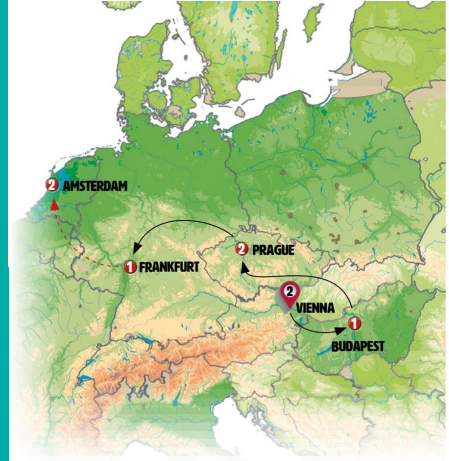 2 AMSTERDAM
2 PRAGUE
1 FRANKFURT
2
VIENNA
1
BUDAPEST